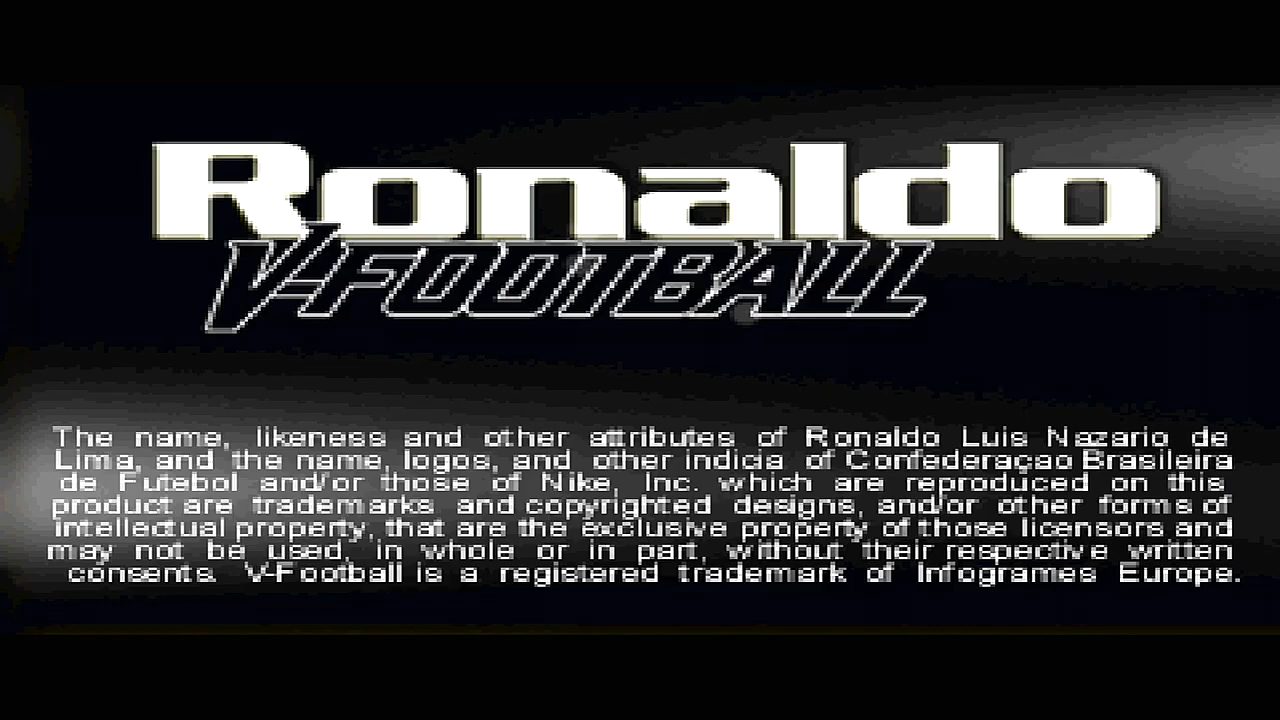 Ronaldo
V-FOOTBALL
The name, likeness and other attributes of Ronaldo Luis Nazario de
Lima, and the name, logos, and other indicia of Confederaçao Brasileira
de Futebol and/or those of Nike, Inc. which are reproduced on this
product are trademarks and copyrighted designs, and/or other forms of
intellectual property, that are the exclusive property of those licensors and
may not be used, in whole or in part, without their respective written
consents. V-Football is a registered trademark of Infogrames Europe.